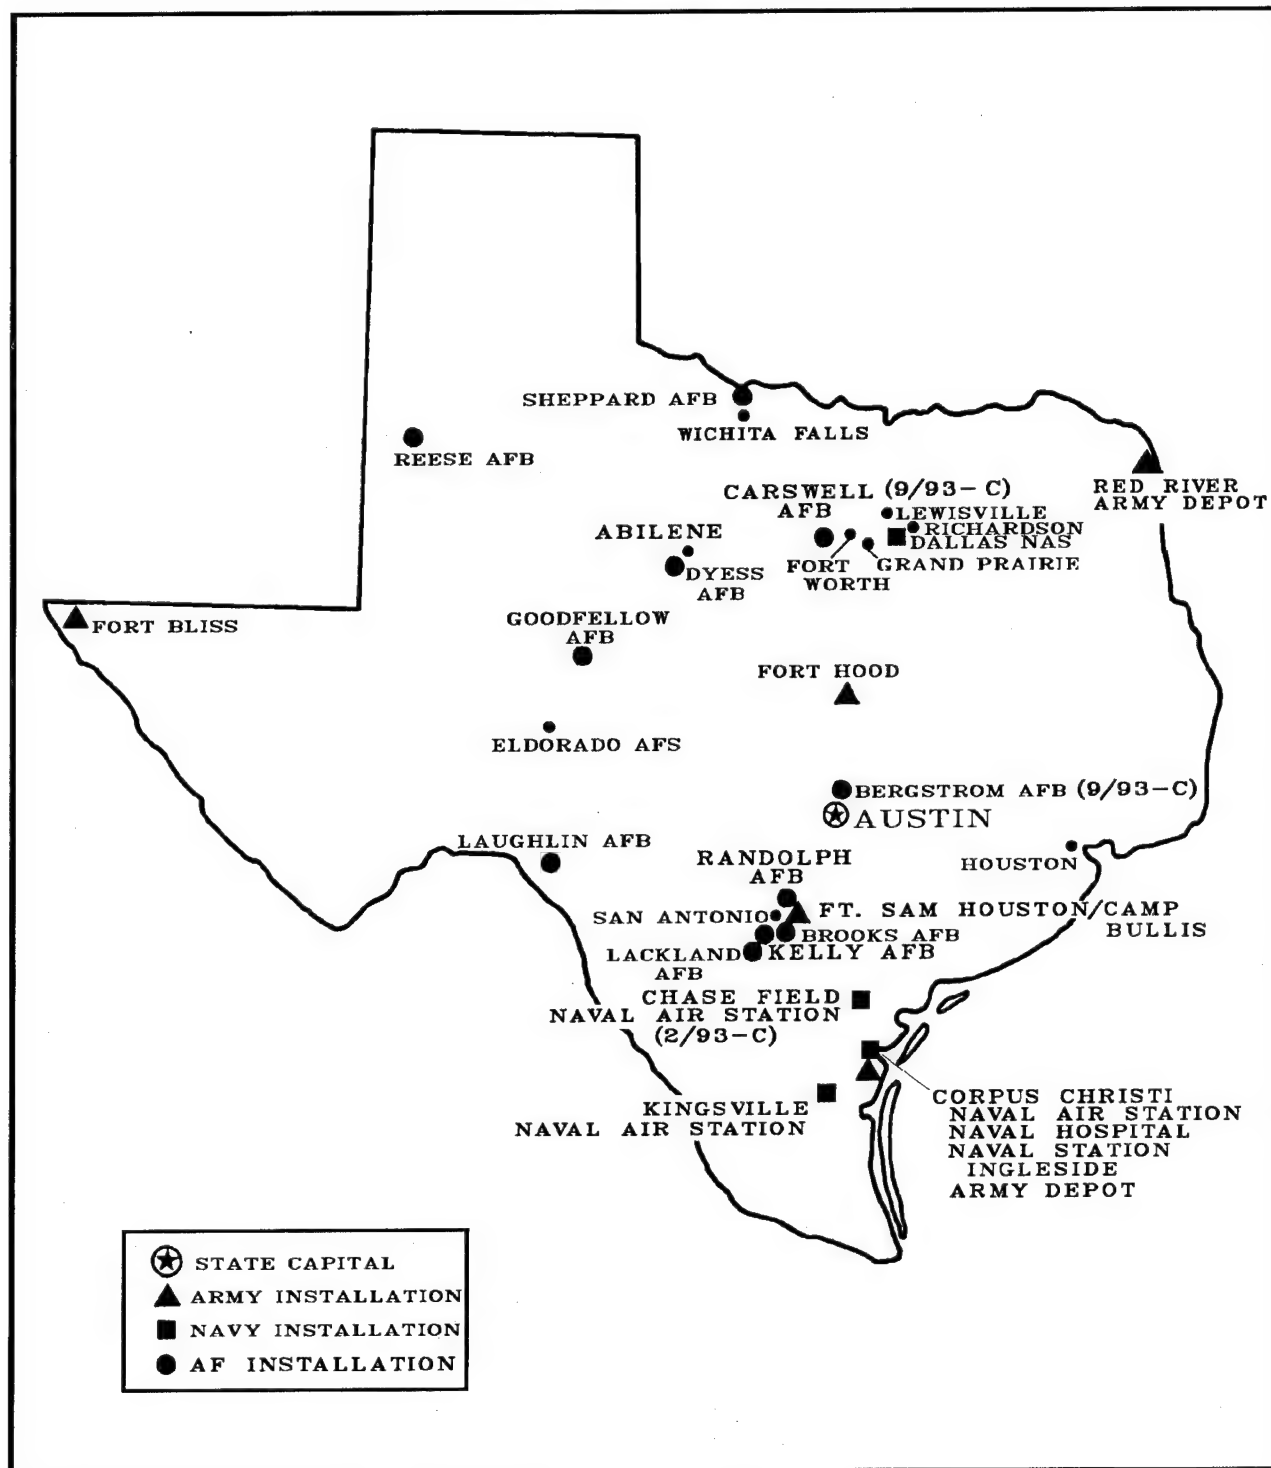 SHEPPARD AFB
WICHITA FALLS
REESE AFB
CARSWELL (9/93-C)
AFB
RED RIVER
ARMY DEPOT
LEWISVILLE
RICHARDSON
DALLAS NAS
ABILENE
DYESS
AFB
FORT
WORTH
GRAND PRAIRIE
FORT BLISS
GOODFELLOW
AFB
FORT HOOD
ELDORADO AFS
BERGSTROM AFB (9/93-C)
AUSTIN
LAUGHLIN AFB
HOUSTON
RANDOLPH
AFB
SAN ANTONIO
FT. SAM HOUSTON/CAMP
BULLIS
BROOKS AFB
LACKLAND
AFB
KELLY AFB
CHASE FIELD
NAVAL AIR STATION
(2/93-C)
KINGSVILLE
NAVAL AIR STATION
CORPUS CHRISTI
NAVAL AIR STATION
NAVAL HOSPITAL
NAVAL STATION
INGLESIDE
ARMY DEPOT
STATE CAPITAL
ARMY INSTALLATION
NAVY INSTALLATION
AF INSTALLATION